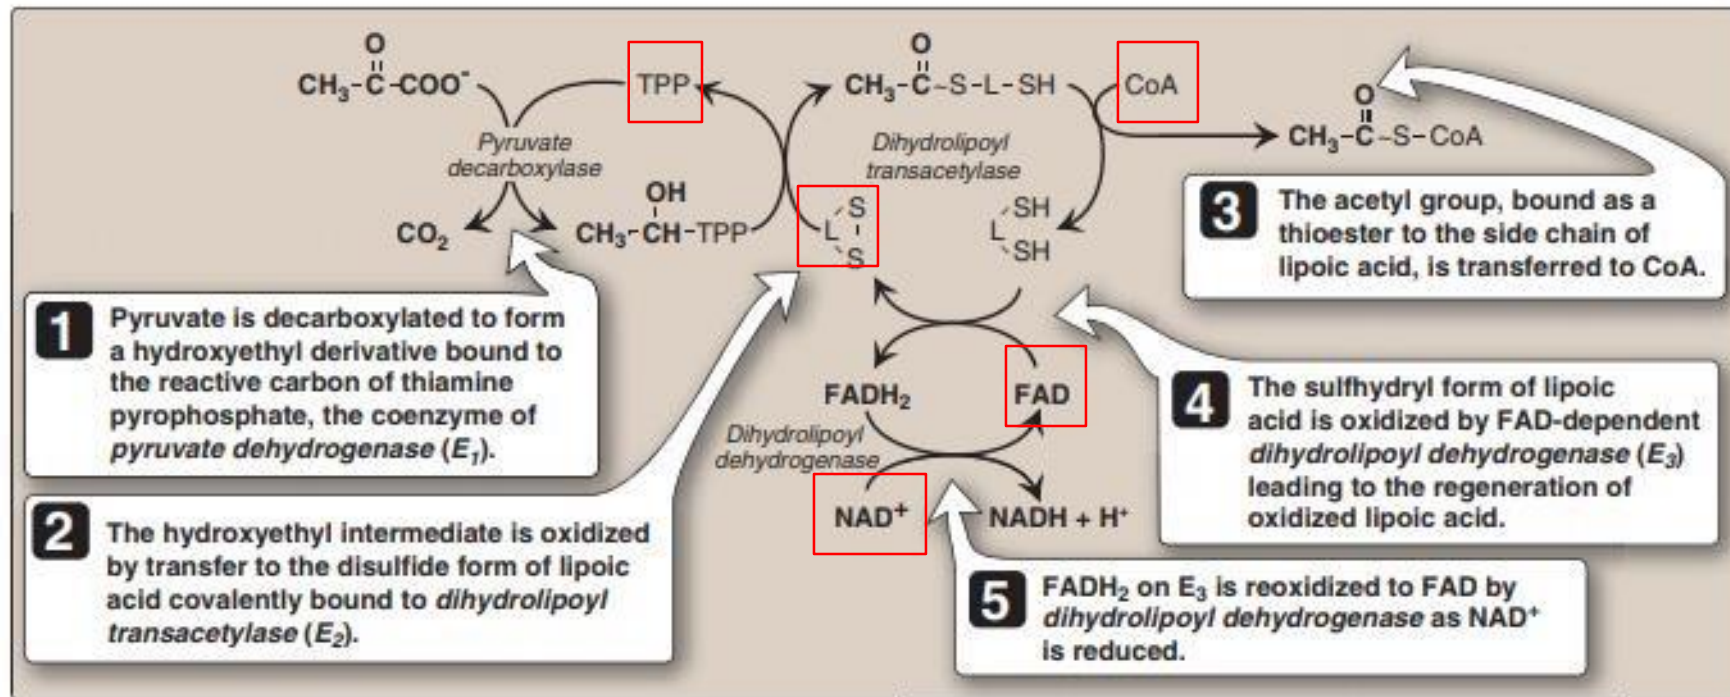 O
CH₃-C-COO⁻
TPP
O
CH₃-C~S-L-SH
CoA
O
CH₃-C~S-CoA
Pyruvate
decarboxylase
Dihydrolipoyl
transacetylase
CO₂
OH
CH₃-CH-TPP
S
L
S
SH
L
SH
3
The acetyl group, bound as a
thioester to the side chain of
lipoic acid, is transferred to CoA.
1
Pyruvate is decarboxylated to form
a hydroxyethyl derivative bound to
the reactive carbon of thiamine
pyrophosphate, the coenzyme of
pyruvate dehydrogenase (E₁).
FADH₂
FAD
Dihydrolipoyl
dehydrogenase
NAD⁺
NADH + H⁺
4
The sulfhydryl form of lipoic
acid is oxidized by FAD-dependent
dihydrolipoyl dehydrogenase (E₃)
leading to the regeneration of
oxidized lipoic acid.
2
The hydroxyethyl intermediate is oxidized
by transfer to the disulfide form of lipoic
acid covalently bound to dihydrolipoyl
transacetylase (E₂).
5
FADH₂ on E₃ is reoxidized to FAD by
dihydrolipoyl dehydrogenase as NAD⁺
is reduced.